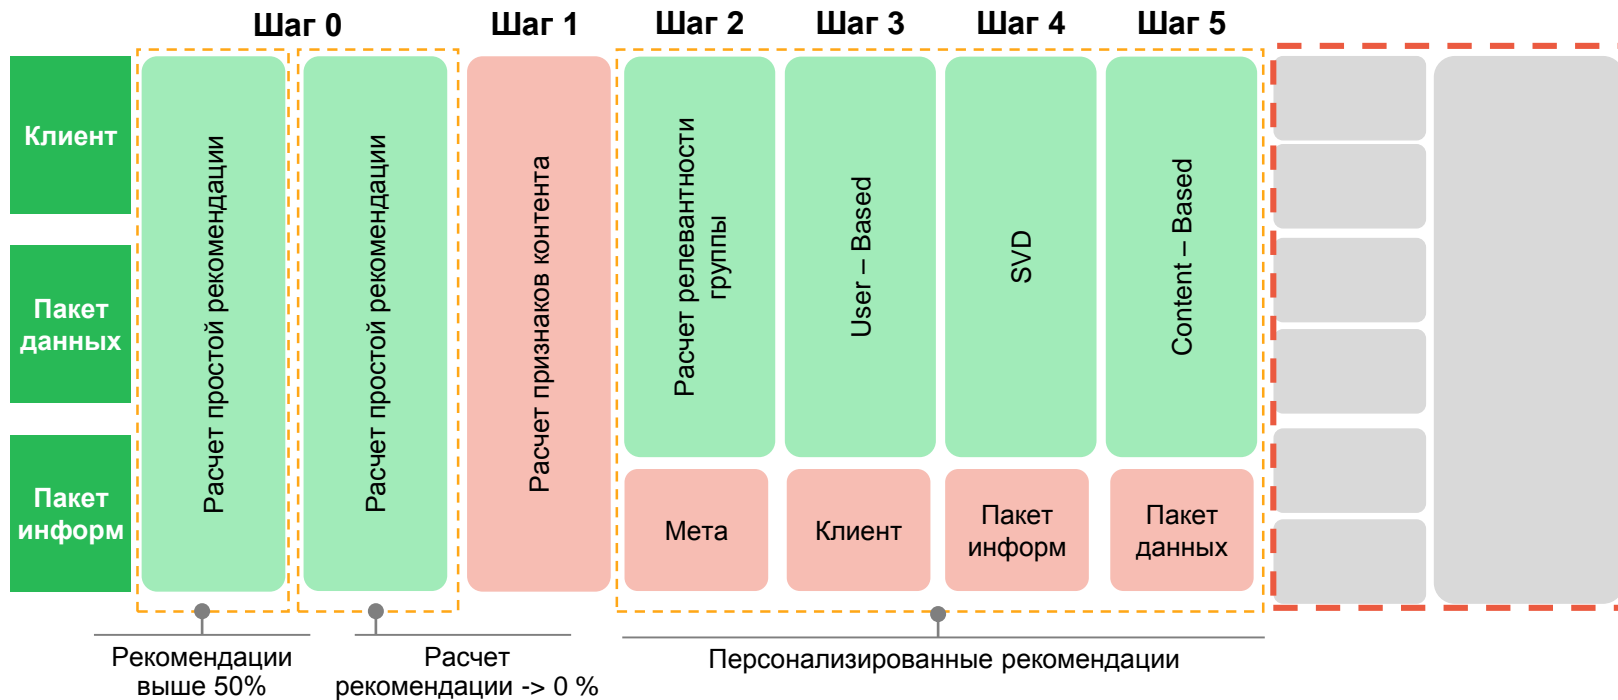 Шаг 0
Шаг 1
Шаг 2
Шаг 3
Шаг 4
Шаг 5
Клиент
Пакет
данных
Пакет
информ
Расчет простой рекомендации
Расчет простой рекомендации
Расчет признаков контента
Расчет релевантности
группы
User – Based
SVD
Content – Based
Мета
Клиент
Пакет
информ
Пакет
данных
Рекомендации
выше 50%
Расчет
рекомендации -> 0 %
Персонализированные рекомендации